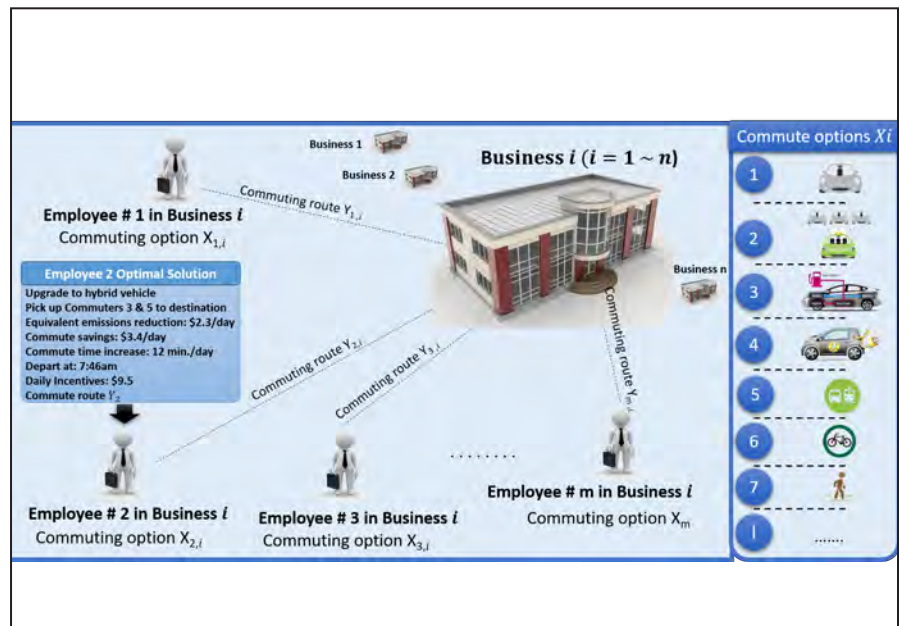 Business 1
Business 2
Business i (i = 1 ~ n)
Business n
Commuting route Y1,i
Employee # 1 in Business i
Commuting option X1,i
Employee 2 Optimal Solution
Upgrade to hybrid vehicle
Pick up Commuters 3 & 5 to destination
Equivalent emissions reduction: $2.3/day
Commute savings: $3.4/day
Commute time increase: 12 min./day
Depart at: 7:46am
Daily Incentives: $9.5
Commute route Y2
Commuting route Y2,i
Commuting route Y3,i
Commuting route Ym,i
Employee # 2 in Business i
Commuting option X2,i
Employee # 3 in Business i
Commuting option X3,i
........
Employee # m in Business i
Commuting option Xm
Commute options Xi
1
2
3
4
5
6
7
I
.......